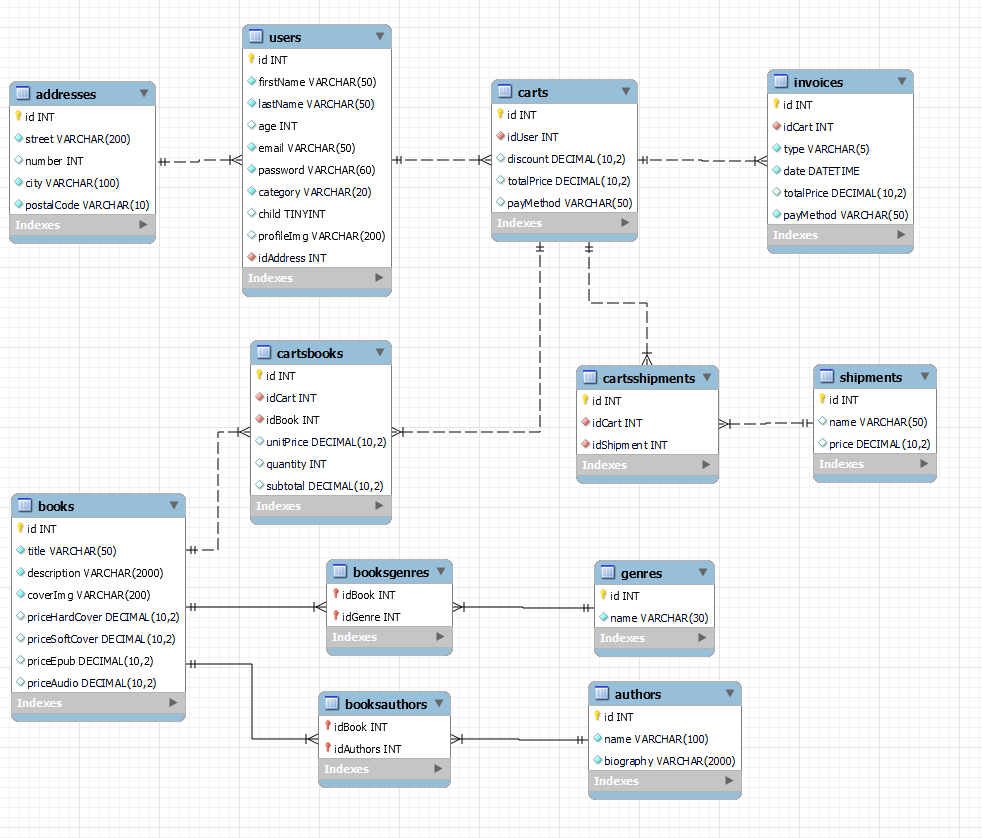 users
id INT
firstName VARCHAR(50)
lastName VARCHAR(50)
age INT
email VARCHAR(50)
password VARCHAR(60)
category VARCHAR(20)
child TINYINT
profileImg VARCHAR(200)
idAddress INT
Indexes
addresses
id INT
street VARCHAR(200)
number INT
city VARCHAR(100)
postalCode VARCHAR(10)
Indexes
carts
id INT
idUser INT
discount DECIMAL(10,2)
totalPrice DECIMAL(10,2)
payMethod VARCHAR(50)
Indexes
invoices
id INT
idCart INT
type VARCHAR(5)
date DATETIME
totalPrice DECIMAL(10,2)
payMethod VARCHAR(50)
Indexes
cartsbooks
id INT
idCart INT
idBook INT
unitPrice DECIMAL(10,2)
quantity INT
subtotal DECIMAL(10,2)
Indexes
cartsshipments
id INT
idCart INT
idShipment INT
Indexes
shipments
id INT
name VARCHAR(50)
price DECIMAL(10,2)
Indexes
books
id INT
title VARCHAR(50)
description VARCHAR(2000)
coverImg VARCHAR(200)
priceHardCover DECIMAL(10,2)
priceSoftCover DECIMAL(10,2)
priceEpub DECIMAL(10,2)
priceAudio DECIMAL(10,2)
Indexes
booksgenres
idBook INT
idGenre INT
Indexes
genres
id INT
name VARCHAR(30)
Indexes
booksauthors
idBook INT
idAuthors INT
Indexes
authors
id INT
name VARCHAR(100)
biography VARCHAR(2000)
Indexes